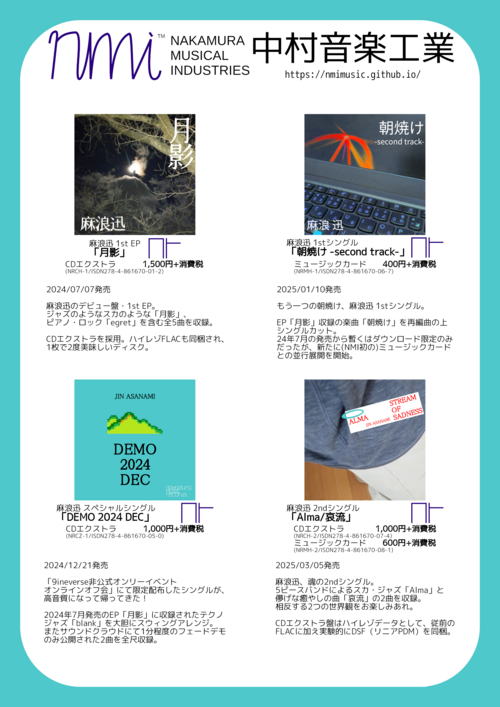 nmi™
NAKAMURA
MUSICAL
INDUSTRIES
中村音楽工業
https://nmimusic.github.io/
月影
麻浪迅
麻浪迅 1st EP
「月影」
CDエクストラ 1,500円+消費税
(NRCH-1/ISDN278-4-861670-01-2)
2024/07/07発売
麻浪迅のデビュー盤・1st EP。
ジャズのようなスカのような「月影」、
ピアノ・ロック「egret」を含む全5曲を収録。
CDエクストラを採用。ハイレゾFLACも同梱され、
1枚で2度美味しいディスク。
朝焼け
-second track-
麻浪 迅
麻浪迅 1stシングル
「朝焼け -second track-」
ミュージックカード 400円+消費税
(NRMH-1/ISDN278-4-861670-06-7)
2025/01/10発売
もう一つの朝焼け、麻浪迅 1stシングル。
EP「月影」収録の楽曲「朝焼け」を再編曲の上
シングルカット。
24年7月の発売から暫くはダウンロード限定のみ
だったが、新たに(NMI初の)ミュージックカード
との並行展開を開始。
JIN ASANAMI
DEMO
2024
DEC
麻浪迅 スペシャルシングル
「DEMO 2024 DEC」
CDエクストラ 1,000円+消費税
(NRCZ-1/ISDN278-4-861670-05-0)
2024/12/21発売
「9ineverse非公式オンリーイベント
オンラインオフ会」にて限定配布したシングルが、
高音質になって帰ってきた！
2024年7月発売のEP「月影」に収録されたテクノ
ジャズ「blank」を大胆にスウィングアレンジ。
またサウンドクラウドにて1分程度のフェードデモ
のみ公開された2曲を全尺収録。
ALMA
JIN ASANAMI
STREAM
OF
SADNESS
麻浪迅 2ndシングル
「Alma/哀流」
CDエクストラ 1,000円+消費税
(NRCH-2/ISDN278-4-861670-07-4)
ミュージックカード 600円+消費税
(NRMH-2/ISDN278-4-861670-08-1)
2025/03/05発売
麻浪迅、魂の2ndシングル。
5ピースバンドによるスカ・ジャズ「Alma」と
儚げな癒やしの曲「哀流」の2曲を収録。
相反する2つの世界観をお楽しみあれ。
CDエクストラ盤はハイレゾデータとして、従前の
FLACに加え実験的にDSF（リニアPDM）を同梱。